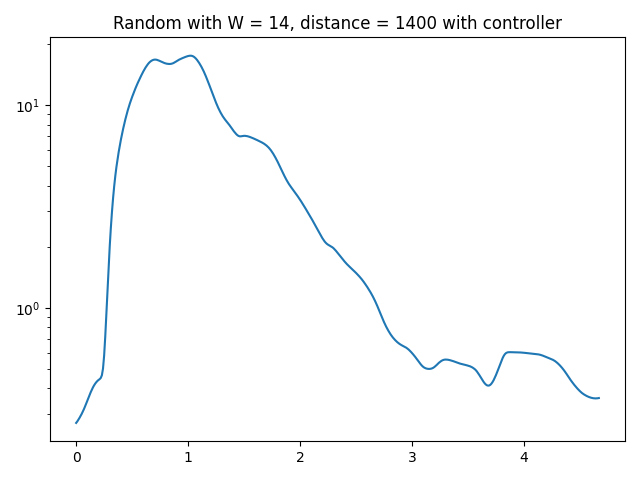 Random with W = 14, distance = 1400 with controller
10¹
10⁰
0 1 2 3 4